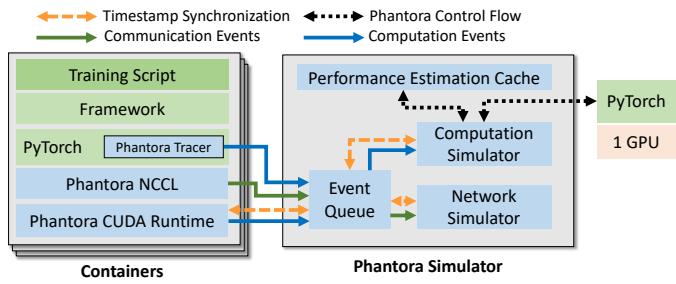 Timestamp Synchronization
Phantora Control Flow
Communication Events
Computation Events
Training Script
Framework
PyTorch
Phantora Tracer
Phantora NCCL
Phantora CUDA Runtime
Containers
Performance Estimation Cache
Computation
Simulator
Event
Queue
Network
Simulator
Phantora Simulator
PyTorch
1 GPU